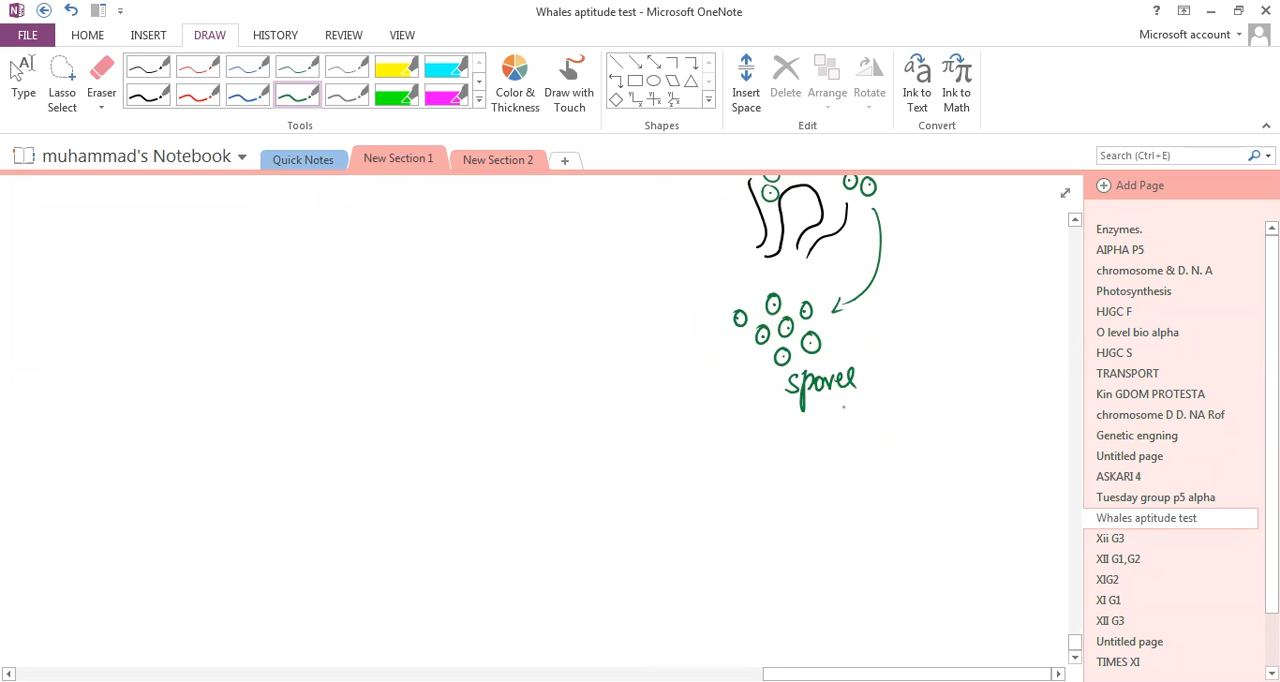 Whales aptitude test - Microsoft OneNote
?
FILE HOME INSERT DRAW HISTORY REVIEW VIEW
Microsoft account
Type
Lasso Select
Eraser
Color & Thickness
Draw with Touch
Insert Space
Delete
Arrange
Rotate
Ink to Text
Ink to Math
Tools
Shapes
Edit
Convert
muhammad's Notebook
Quick Notes
New Section 1
New Section 2
Search (Ctrl+E)
Add Page
Enzymes.
AIPHA P5
chromosome & D. N. A
Photosynthesis
HJGC F
O level bio alpha
HJGC S
TRANSPORT
Kin GDOM PROTESTA
chromosome D D. NA Rof
Genetic engning
Untitled page
ASKARI 4
Tuesday group p5 alpha
Whales aptitude test
Xii G3
XII G1,G2
XIG2
XI G1
XII G3
Untitled page
TIMES XI
spores